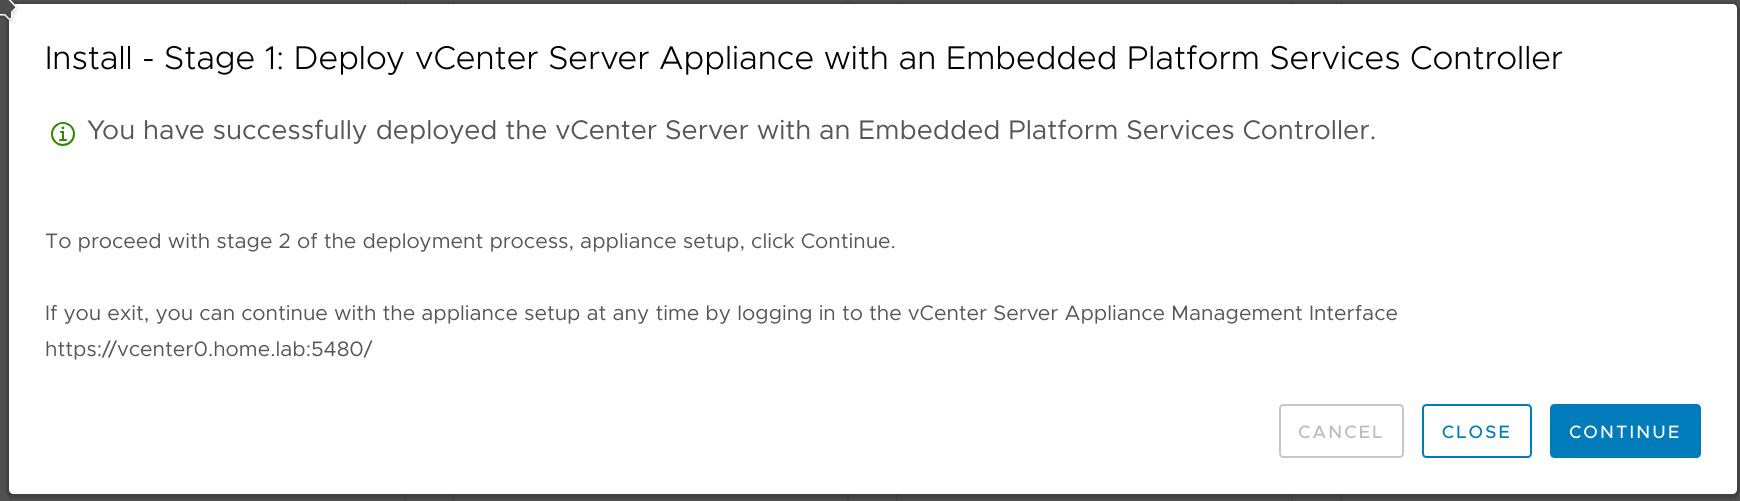 Install - Stage 1: Deploy vCenter Server Appliance with an Embedded Platform Services Controller
You have successfully deployed the vCenter Server with an Embedded Platform Services Controller.
To proceed with stage 2 of the deployment process, appliance setup, click Continue.
If you exit, you can continue with the appliance setup at any time by logging in to the vCenter Server Appliance Management Interface
https://vcenter0.home.lab:5480/
CANCEL CLOSE CONTINUE